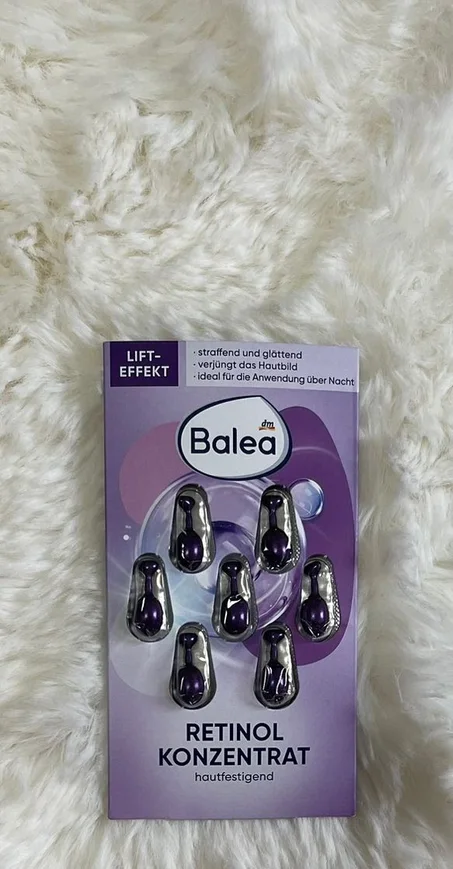 LIFT-
EFFEKT
· straffend und glättend
· verjüngt das Hautbild
· ideal für die Anwendung über Nacht
dm
Balea
RETINOL
KONZENTRAT
hautfestigend